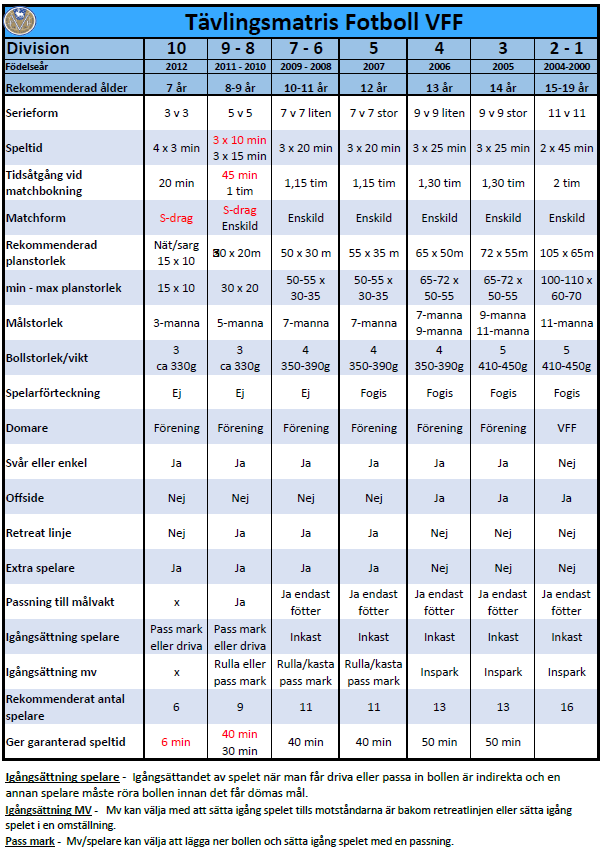 Tävlingsmatris Fotboll VFF
Division 10 9 - 8 7 - 6 5 4 3 2 - 1
Födelseår 2012 2011 - 2010 2009 - 2008 2007 2006 2005 2004-2000
Rekommenderad ålder 7 år 8-9 år 10-11 år 12 år 13 år 14 år 15-19 år
Serieform 3 v 3 5 v 5 7 v 7 liten 7 v 7 stor 9 v 9 liten 9 v 9 stor 11 v 11
Speltid 4 x 3 min 3 x 10 min 3 x 20 min 3 x 20 min 3 x 25 min 3 x 25 min 2 x 45 min
3 x 15 min
Tidsåtgång vid 45 min
matchbokning 20 min 1 tim 1,15 tim 1,15 tim 1,30 tim 1,30 tim 2 tim
Matchform S-drag S-drag Enskild Enskild Enskild Enskild Enskild
Enskild
Rekommenderad Nät/sarg
planstorlek 15 x 10 30 x 20m 50 x 30 m 55 x 35 m 65 x 50m 72 x 55m 105 x 65m
min - max planstorlek 15 x 10 30 x 20 50-55 x 50-55 x 65-72 x 65-72 x 100-110 x
30-35 30-35 50-55 50-55 60-70
Målstorlek 3-manna 5-manna 7-manna 7-manna 7-manna 9-manna 11-manna
9-manna 11-manna
Bollstorlek/vikt 3 3 4 4 4 5 5
ca 330g ca 330g 350-390g 350-390g 350-390g 410-450g 410-450g
Spelarförteckning Ej Ej Ej Fogis Fogis Fogis Fogis
Domare Förening Förening Förening Förening Förening Förening VFF
Svår eller enkel Ja Ja Ja Ja Ja Ja Nej
Offside Nej Nej Nej Nej Ja Ja Ja
Retreat linje Nej Ja Ja Ja Nej Nej Nej
Extra spelare Ja Ja Ja Ja Nej Nej Nej
Passning till målvakt x Ja Ja endast Ja endast Ja endast Ja endast Ja endast
fötter fötter fötter fötter fötter
Igångsättning spelare Pass mark Pass mark Inkast Inkast Inkast Inkast Inkast
eller driva eller driva
Igångsättning mv x Rulla eller Rulla/kasta Rulla/kasta Inspark Inspark Inspark
pass mark pass mark pass mark
Rekommenderat antal
spelare 6 9 11 11 13 13 16
Ger garanterad speltid 6 min 40 min 40 min 40 min 50 min 50 min
30 min
Igångsättning spelare - Igångsättandet av spelet när man får driva eller passa in bollen är indirekta och en
annan spelare måste röra bollen innan det får dömas mål.
Igångsättning MV - Mv kan välja med att sätta igång spelet tills motståndarna är bakom retreatlinjen eller sätta igång
spelet i en omställning.
Pass mark - Mv/spelare kan välja att lägga ner bollen och sätta igång spelet med en passning.